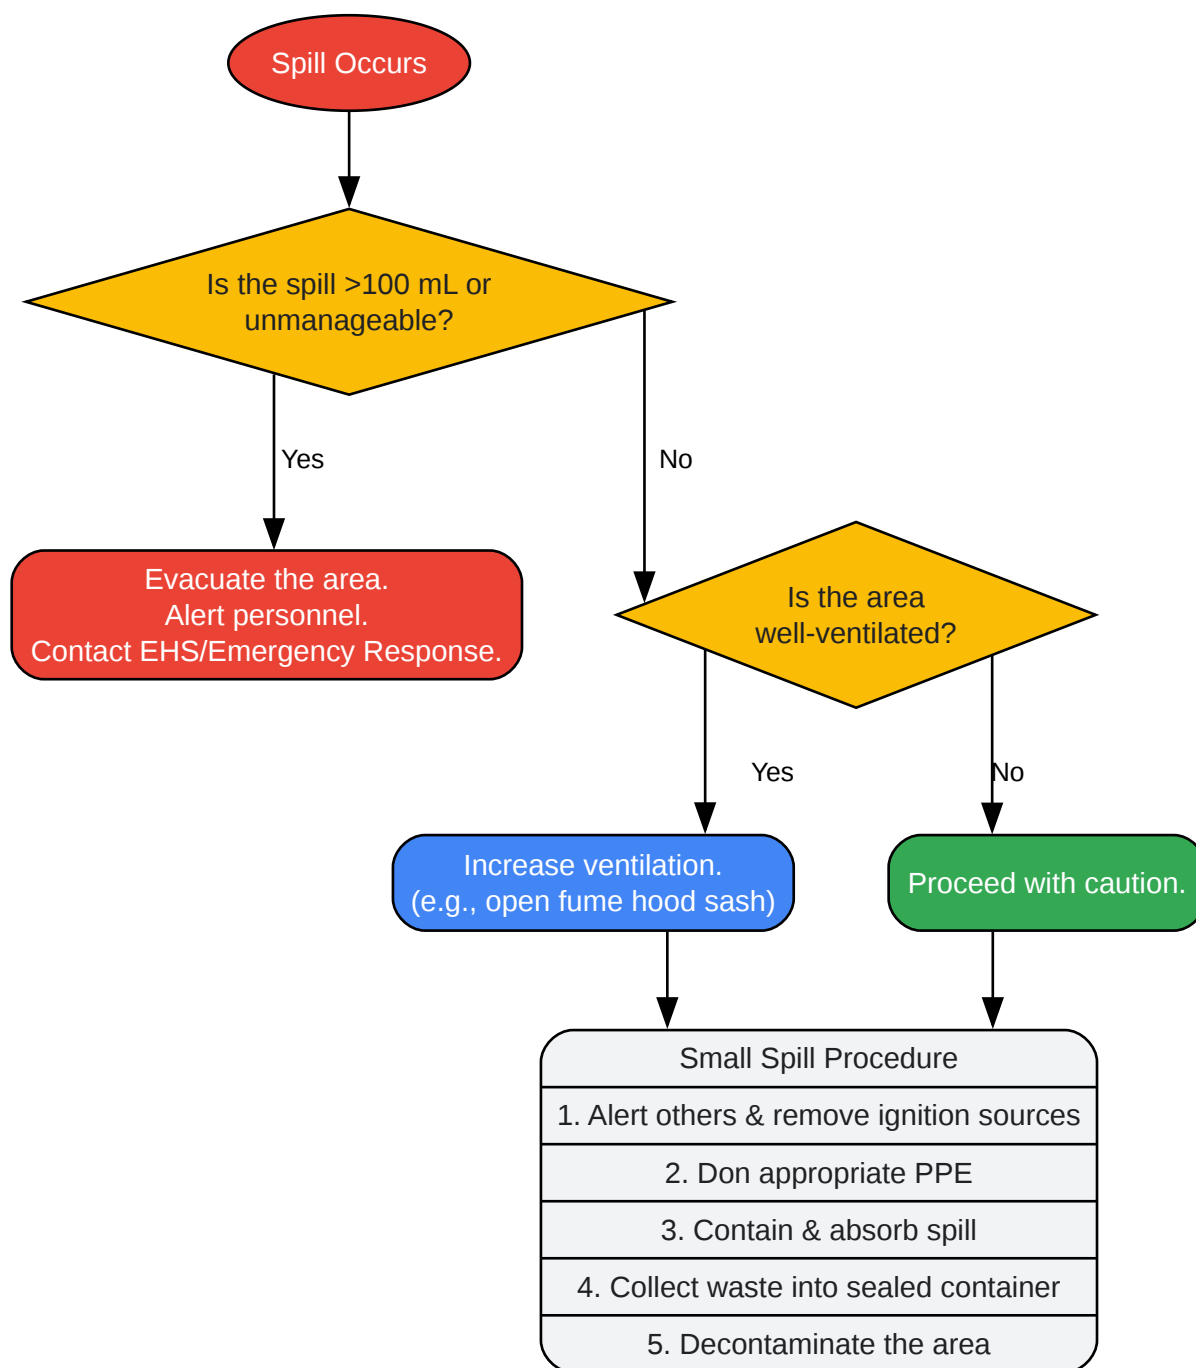 Spill Occurs
Is the spill >100 mL or
unmanageable?
Yes
No
Evacuate the area.
Alert personnel.
Contact EHS/Emergency Response.
Is the area
well-ventilated?
Yes
No
Increase ventilation.
(e.g., open fume hood sash)
Proceed with caution.
Small Spill Procedure
1. Alert others & remove ignition sources
2. Don appropriate PPE
3. Contain & absorb spill
4. Collect waste into sealed container
5. Decontaminate the area